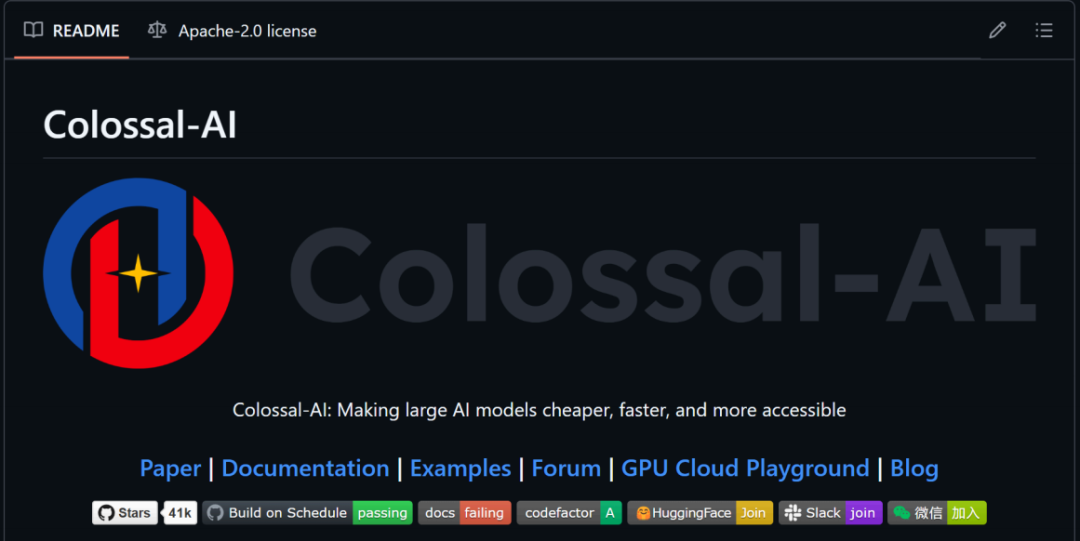 README Apache-2.0 license
Colossal-AI
Colossal-AI
Colossal-AI: Making large AI models cheaper, faster, and more accessible
Paper | Documentation | Examples | Forum | GPU Cloud Playground | Blog
Stars 41k Build on Schedule passing docs failing codefactor A HuggingFace Join Slack join 微信 加入